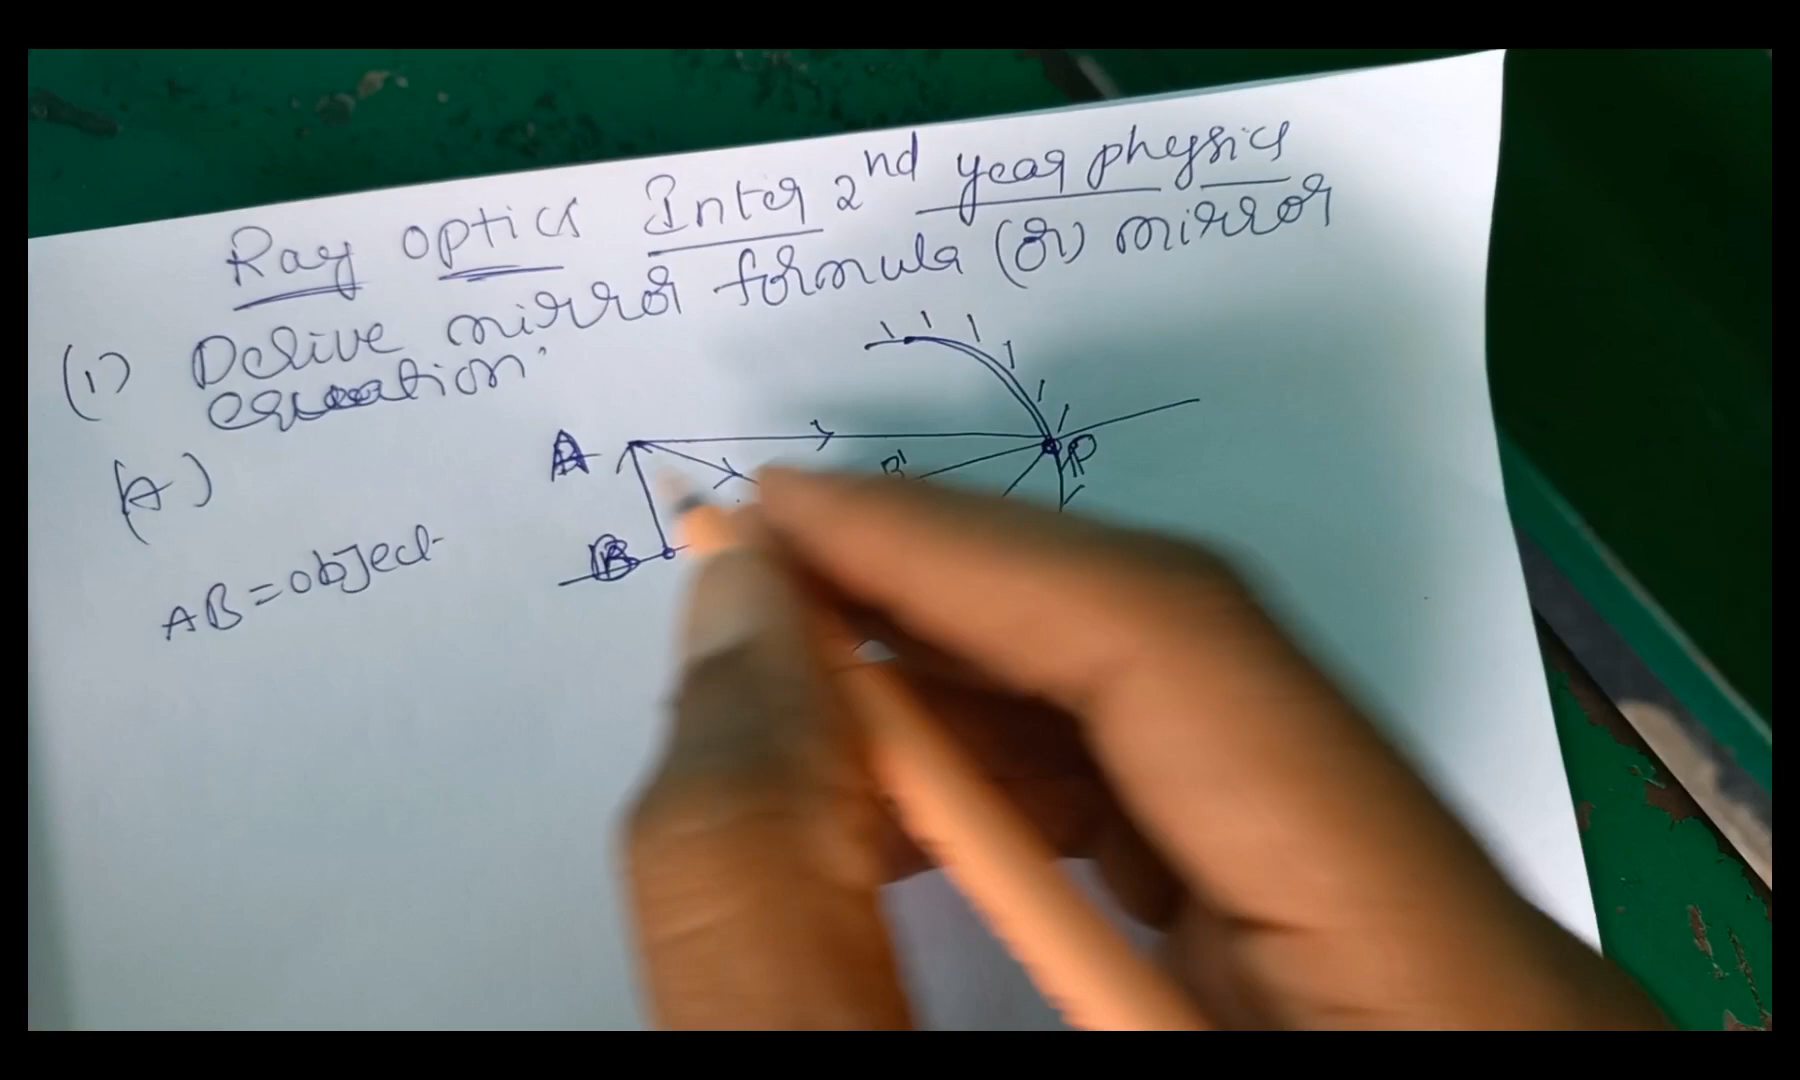 Ray optics Inter 2nd year physics
(1) Derive mirror formula (or) mirror
equation.
(A)
A
B'
P
B
AB = object